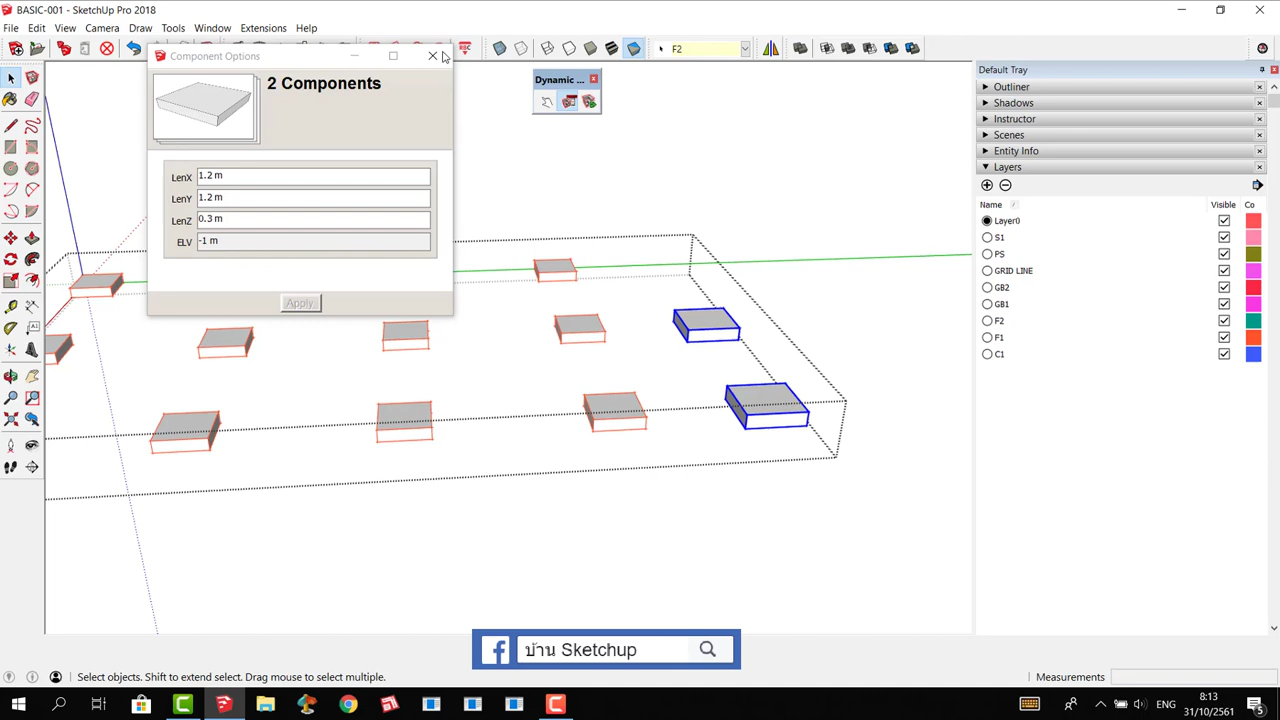 BASIC-001 - SketchUp Pro 2018
File Edit View Camera Draw Tools Window Extensions Help
Component Options
F2
2 Components
LenX 1.2 m
LenY 1.2 m
LenZ 0.3 m
ELV -1 m
Apply
Dynamic ...
Default Tray
Outliner
Shadows
Instructor
Scenes
Entity Info
Layers
Name Visible Co
Layer0
S1
PS
GRID LINE
GB2
GB1
F2
F1
C1
บ้าน Sketchup
Select objects. Shift to extend select. Drag mouse to select multiple.
Measurements
ENG
8:13
31/10/2561